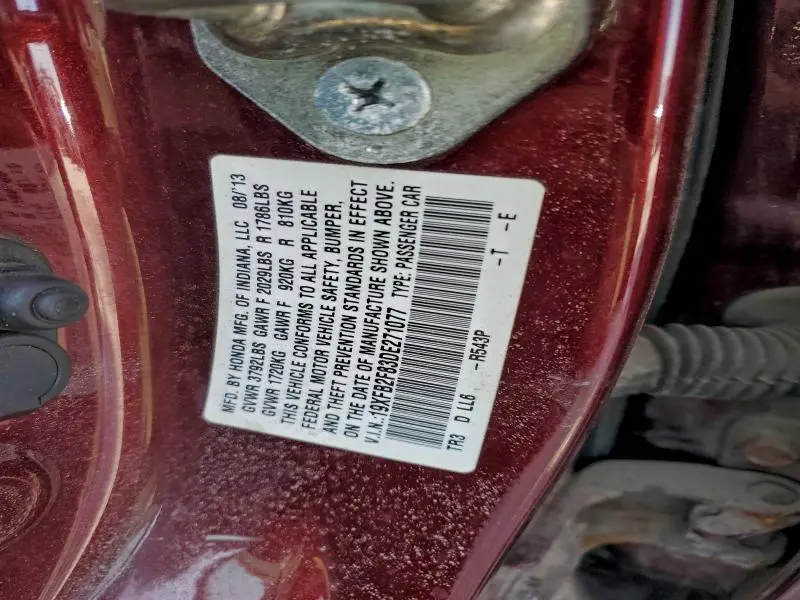 MFD. BY HONDA MFG. OF INDIANA, LLC 08/'13
GVWR 3792LBS GAWR F 2029LBS R 1786LBS
GVWR 1720KG GAWR F 920KG R 810KG
THIS VEHICLE CONFORMS TO ALL APPLICABLE
FEDERAL MOTOR VEHICLE SAFETY, BUMPER,
AND THEFT PREVENTION STANDARDS IN EFFECT
ON THE DATE OF MANUFACTURE SHOWN ABOVE.
V.I.N.:19XFB2F83DE271077 TYPE: PASSENGER CAR
TR3 D LL6 -R543P -T -E